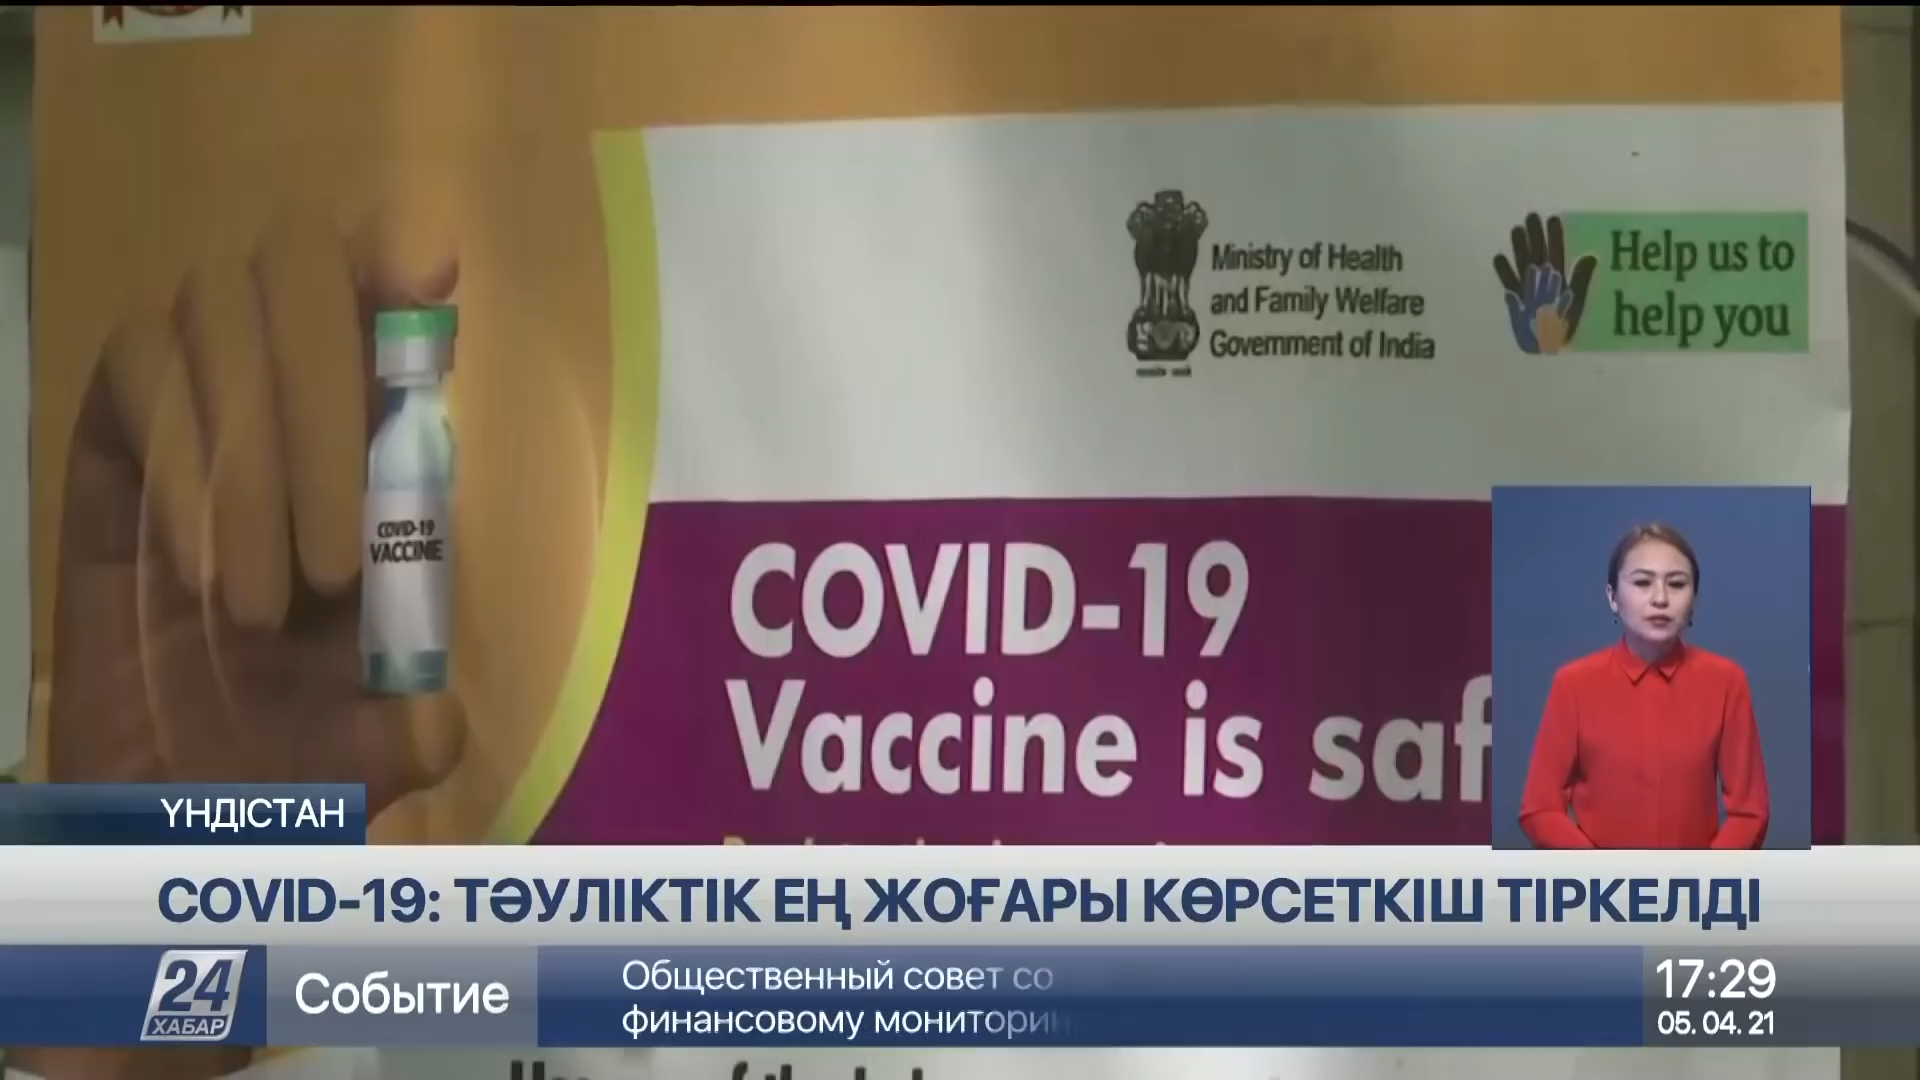 Ministry of Health
and Family Welfare
Government of India
Help us to
help you
COVID-19
VACCINE
COVID-19
Vaccine is saf
ҮНДІСТАН
COVID-19: ТӘУЛІКТІК ЕҢ ЖОҒАРЫ КӨРСЕТКІШ ТІРКЕЛДІ
24
ХАБАР
Событие
Общественный совет со
финансовому мониторин
17:29
05. 04. 21